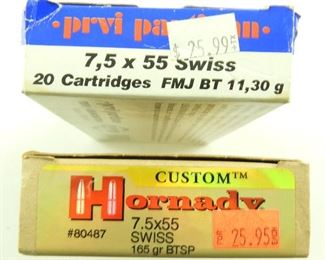 prvi partizan
$ 25.99
7,5 x 55 Swiss
20 Cartridges FMJ BT 11,30 g
CUSTOM™
Hornady
#80487
7.5x55
SWISS
165 gr BTSP
25.95